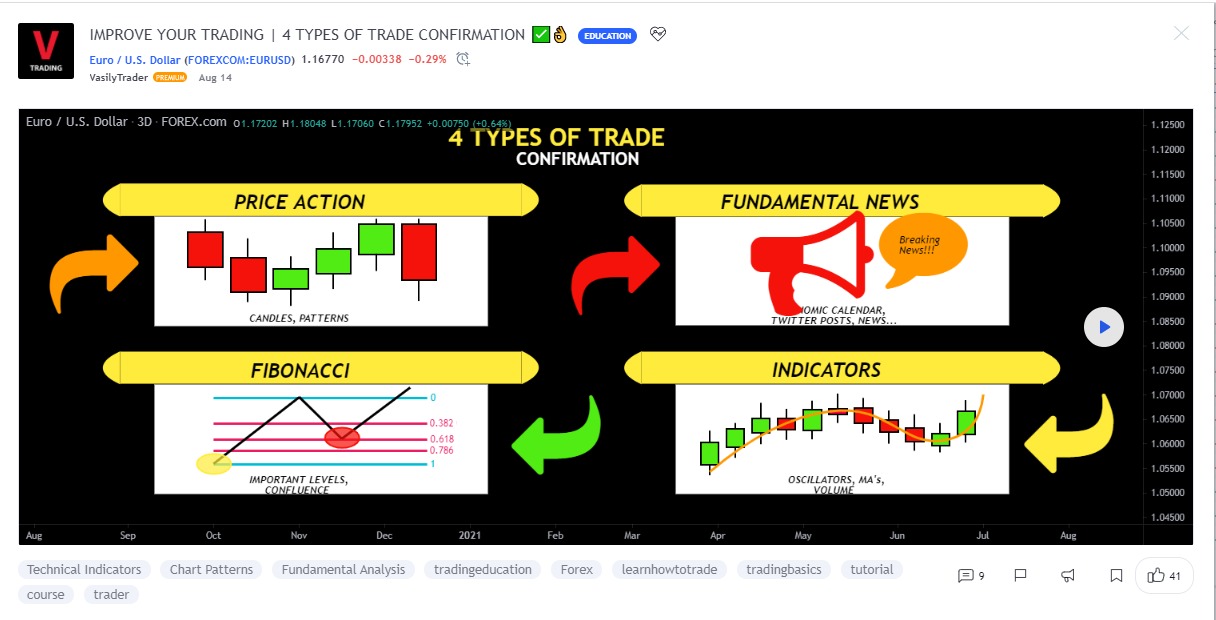 V
TRADING
IMPROVE YOUR TRADING | 4 TYPES OF TRADE CONFIRMATION ✅👌 EDUCATION
Euro / U.S. Dollar (FOREXCOM:EURUSD) 1.16770 −0.00338 −0.29%
VasilyTrader PREMIUM Aug 14
Euro / U.S. Dollar · 3D · FOREX.com O1.17202 H1.18048 L1.17060 C1.17952 +0.00750 (+0.64%)
4 TYPES OF TRADE
CONFIRMATION
PRICE ACTION
CANDLES, PATTERNS
FUNDAMENTAL NEWS
Breaking
News!!!
OMIC CALENDAR,
TWITTER POSTS, NEWS...
FIBONACCI
0
0.382
0.618
0.786
1
IMPORTANT LEVELS,
CONFLUENCE
INDICATORS
OSCILLATORS, MA's,
VOLUME
1.12500
1.12000
1.11500
1.11000
1.10500
1.10000
1.09500
1.09000
1.08500
1.08000
1.07500
1.07000
1.06500
1.06000
1.05500
1.05000
1.04500
Aug Sep Oct Nov Dec 2021 Feb Mar Apr May Jun Jul Aug
Technical Indicators Chart Patterns Fundamental Analysis tradingeducation Forex learnhowtotrade tradingbasics tutorial
course trader
9
41